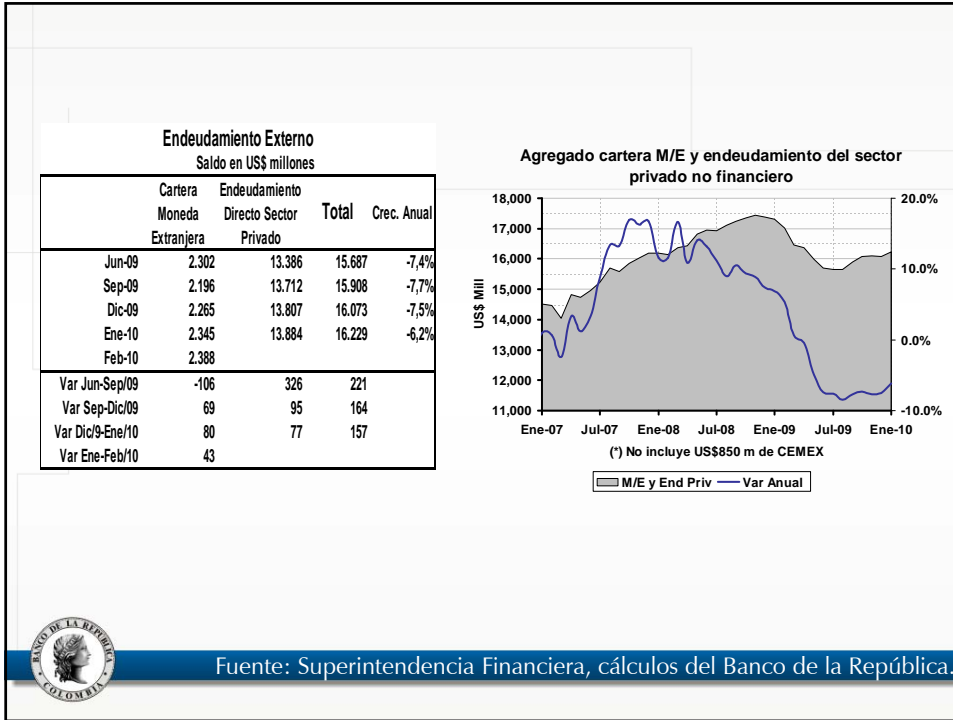 Endeudamiento Externo
Saldo en US$ millones
Cartera Moneda Extranjera Endeudamiento Directo Sector Privado Total Crec. Anual
Jun-09 2.302 13.386 15.687 -7,4%
Sep-09 2.196 13.712 15.908 -7,7%
Dic-09 2.265 13.807 16.073 -7,5%
Ene-10 2.345 13.884 16.229 -6,2%
Feb-10 2.388
Var Jun-Sep/09 -106 326 221
Var Sep-Dic/09 69 95 164
Var Dic/9-Ene/10 80 77 157
Var Ene-Feb/10 43
Agregado cartera M/E y endeudamiento del sector
privado no financiero
US$ Mill
18,000
17,000
16,000
15,000
14,000
13,000
12,000
11,000
20.0%
10.0%
0.0%
-10.0%
Ene-07 Jul-07 Ene-08 Jul-08 Ene-09 Jul-09 Ene-10
(*) No incluye US$850 m de CEMEX
M/E y End Priv Var Anual
BANCO DE LA REPUBLICA
COLOMBIA
Fuente: Superintendencia Financiera, cálculos del Banco de la República.